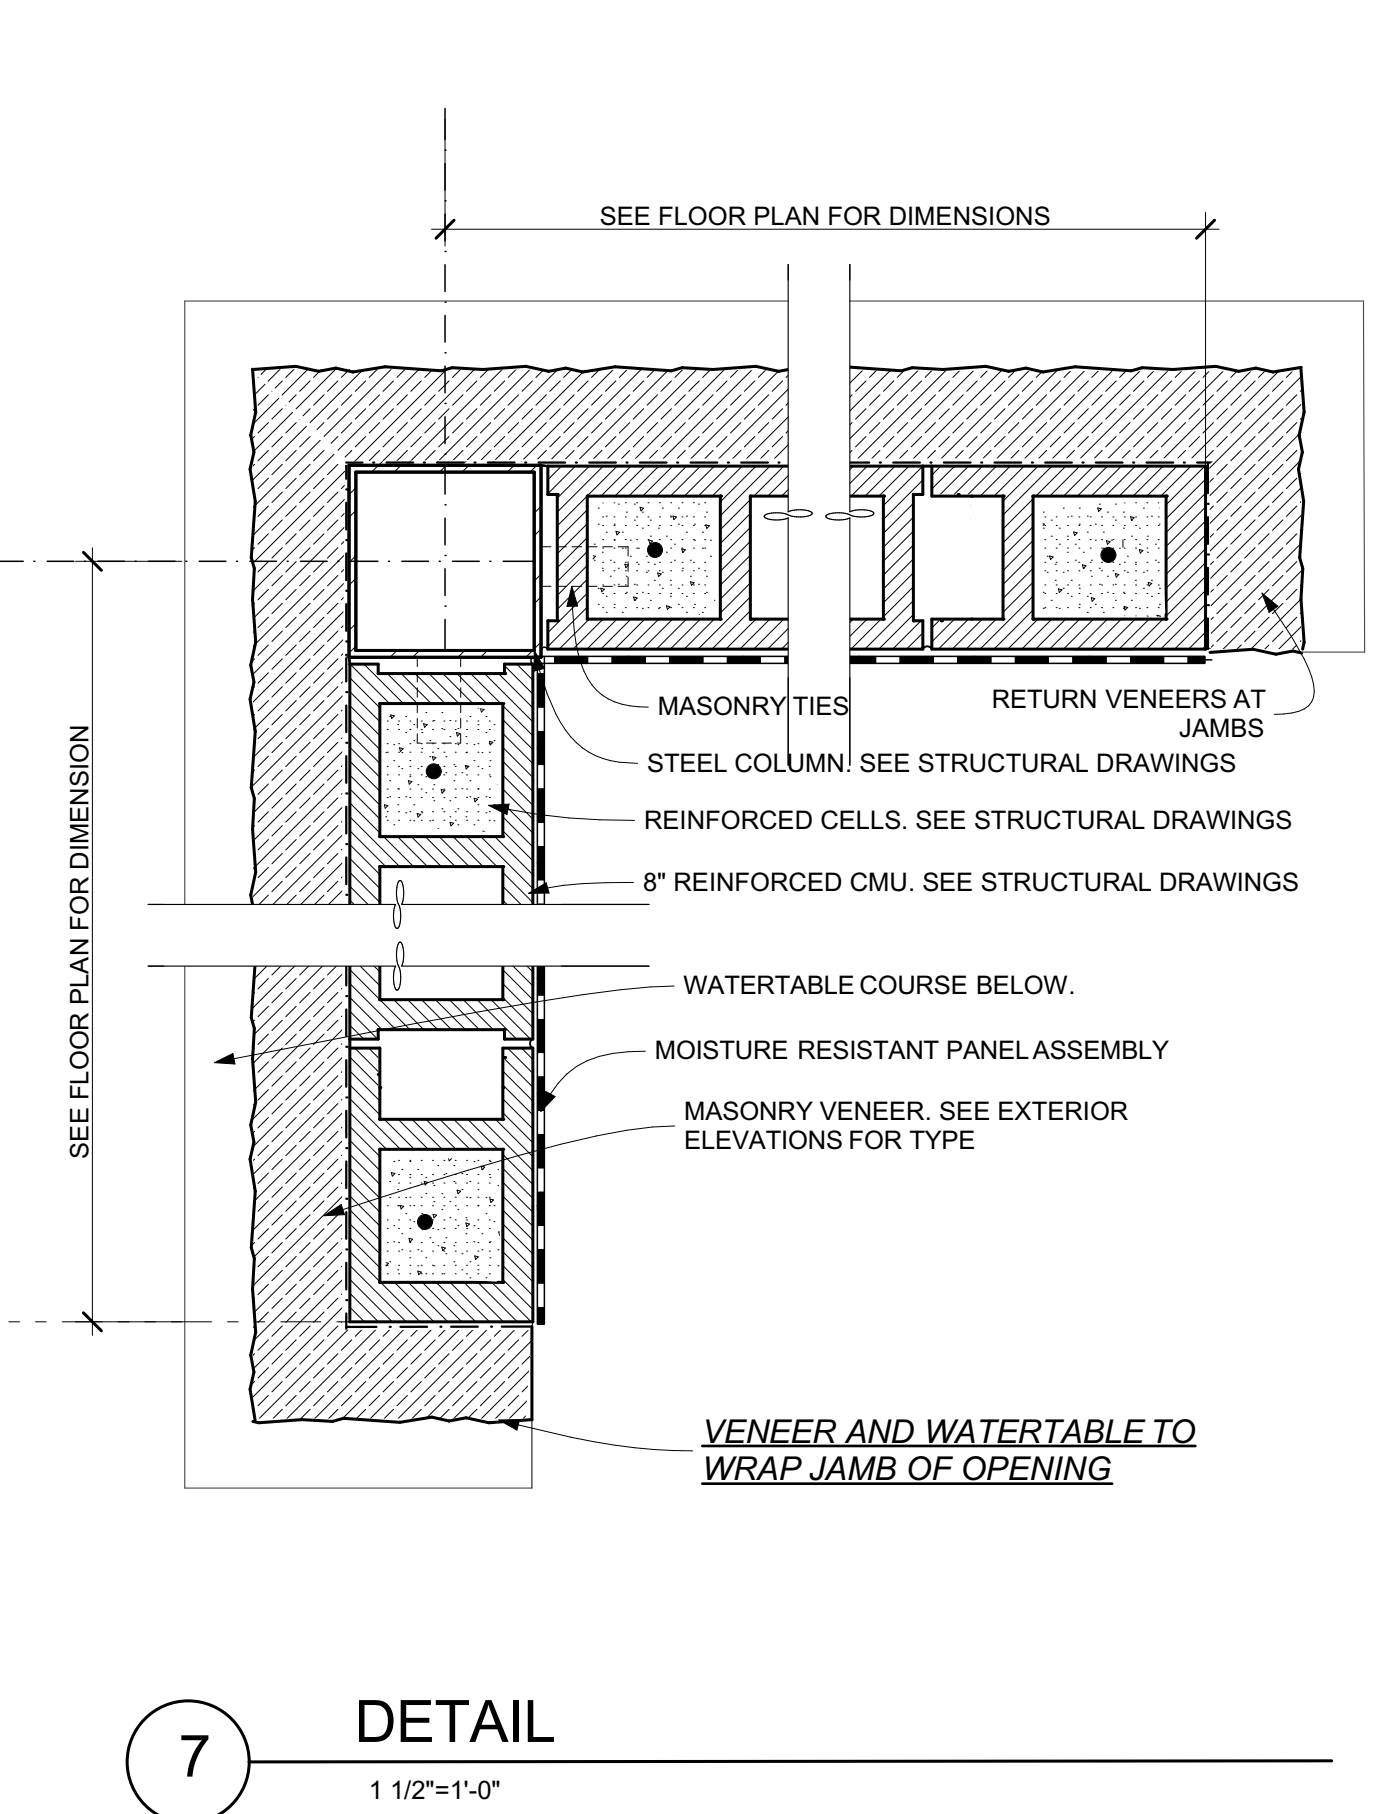 SEE FLOOR PLAN FOR DIMENSIONS
SEE FLOOR PLAN FOR DIMENSION
MASONRY TIES
RETURN VENEERS AT
JAMBS
STEEL COLUMN. SEE STRUCTURAL DRAWINGS
REINFORCED CELLS. SEE STRUCTURAL DRAWINGS
8" REINFORCED CMU. SEE STRUCTURAL DRAWINGS
WATERTABLE COURSE BELOW.
MOISTURE RESISTANT PANEL ASSEMBLY
MASONRY VENEER. SEE EXTERIOR
ELEVATIONS FOR TYPE
VENEER AND WATERTABLE TO
WRAP JAMB OF OPENING
7
DETAIL
1 1/2"=1'-0"